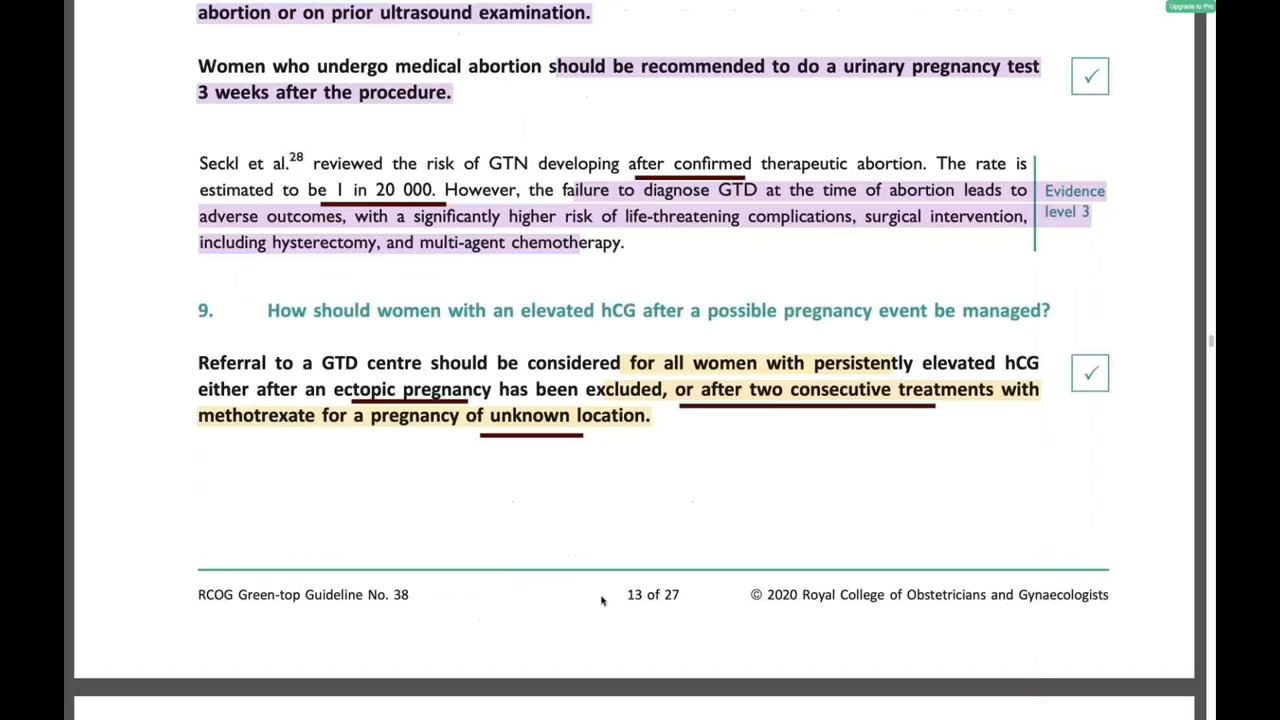 Upgrade to Pro
abortion or on prior ultrasound examination.
Women who undergo medical abortion should be recommended to do a urinary pregnancy test
3 weeks after the procedure.
✓
Seckl et al.28 reviewed the risk of GTN developing after confirmed therapeutic abortion. The rate is
estimated to be 1 in 20 000. However, the failure to diagnose GTD at the time of abortion leads to
adverse outcomes, with a significantly higher risk of life-threatening complications, surgical intervention,
including hysterectomy, and multi-agent chemotherapy.
Evidence
level 3
9. How should women with an elevated hCG after a possible pregnancy event be managed?
Referral to a GTD centre should be considered for all women with persistently elevated hCG
either after an ectopic pregnancy has been excluded, or after two consecutive treatments with
methotrexate for a pregnancy of unknown location.
✓
RCOG Green-top Guideline No. 38 13 of 27 © 2020 Royal College of Obstetricians and Gynaecologists